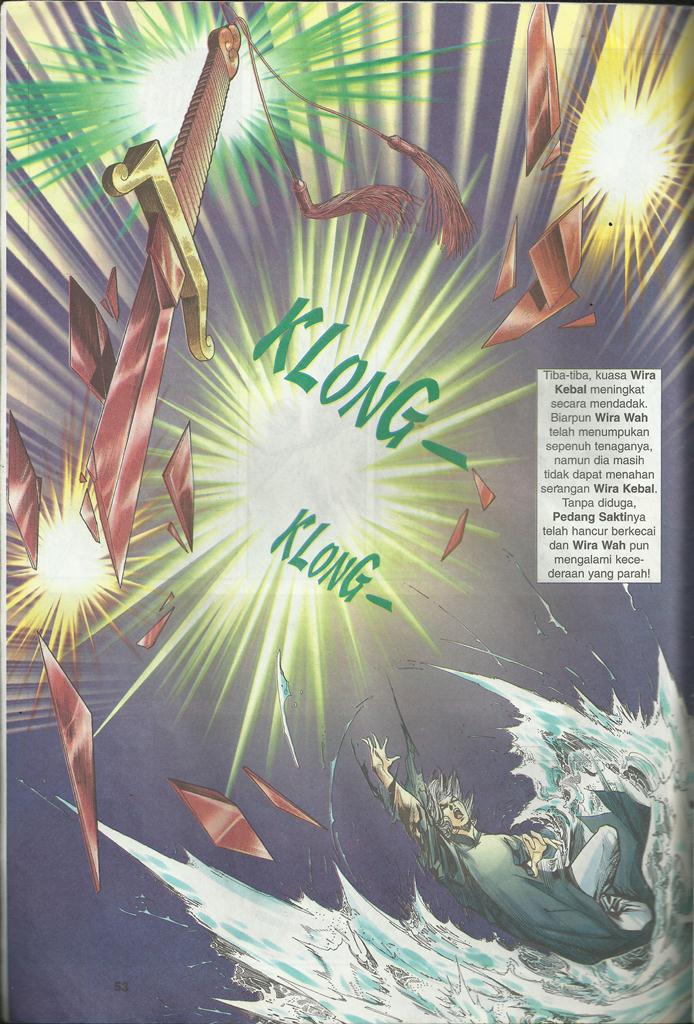 KLONG-
KLONG-
Tiba-tiba, kuasa Wira
Kebal meningkat
secara mendadak.
Biarpun Wira Wah
telah menumpukan
sepenuh tenaganya,
namun dia masih
tidak dapat menahan
serangan Wira Kebal.
Tanpa diduga,
Pedang Saktinya
telah hancur berkecai
dan Wira Wah pun
mengalami kece-
deraan yang parah!
53